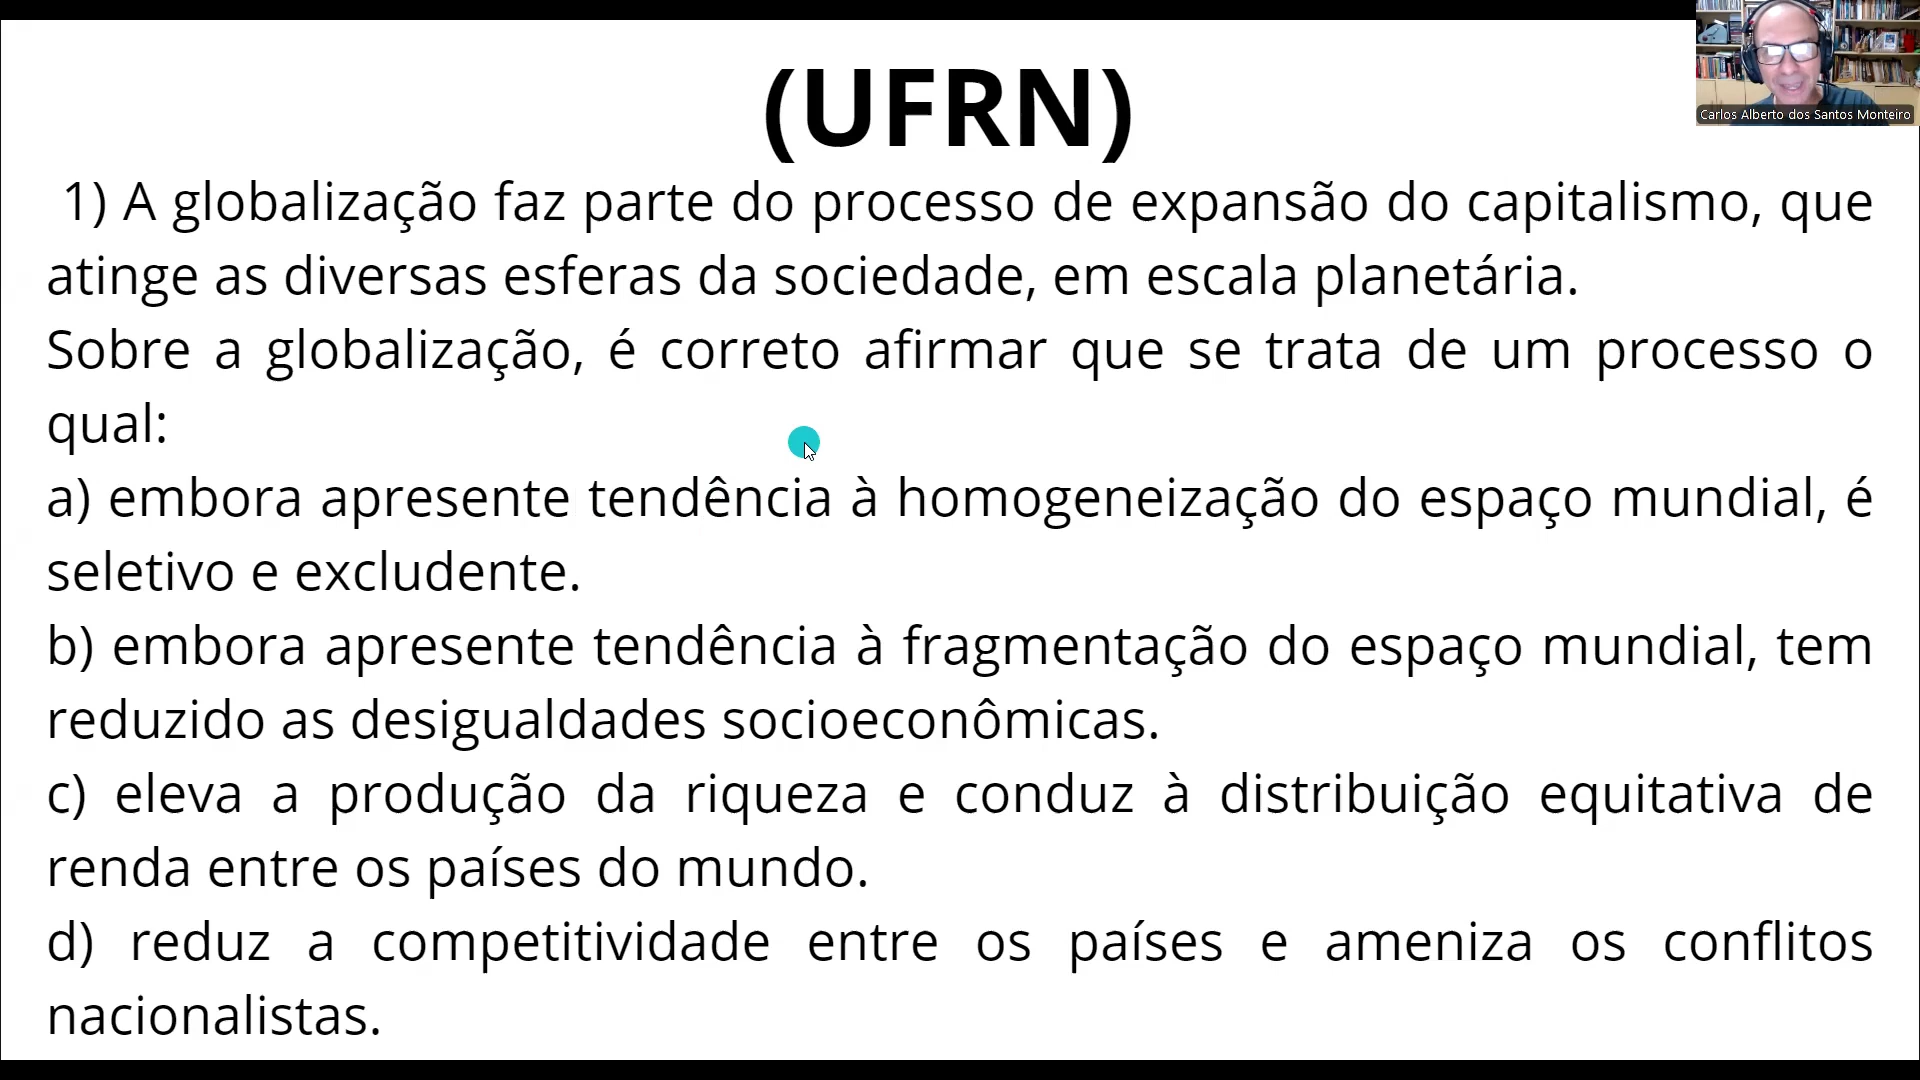 (UFRN)
Carlos Alberto dos Santos Monteiro
1) A globalização faz parte do processo de expansão do capitalismo, que
atinge as diversas esferas da sociedade, em escala planetária.
Sobre a globalização, é correto afirmar que se trata de um processo o
qual:
a) embora apresente tendência à homogeneização do espaço mundial, é
seletivo e excludente.
b) embora apresente tendência à fragmentação do espaço mundial, tem
reduzido as desigualdades socioeconômicas.
c) eleva a produção da riqueza e conduz à distribuição equitativa de
renda entre os países do mundo.
d) reduz a competitividade entre os países e ameniza os conflitos
nacionalistas.